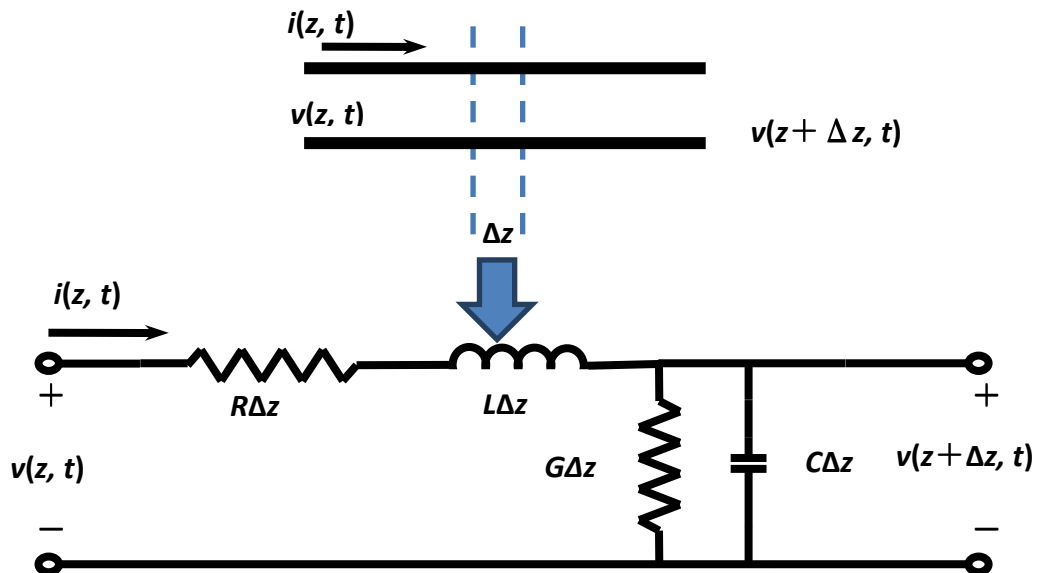 i(z, t)
v(z, t)
v(z+Δz, t)
Δz
i(z, t)
+
RΔz
LΔz
+
v(z, t)
GΔz
CΔz
v(z+Δz, t)
−
−